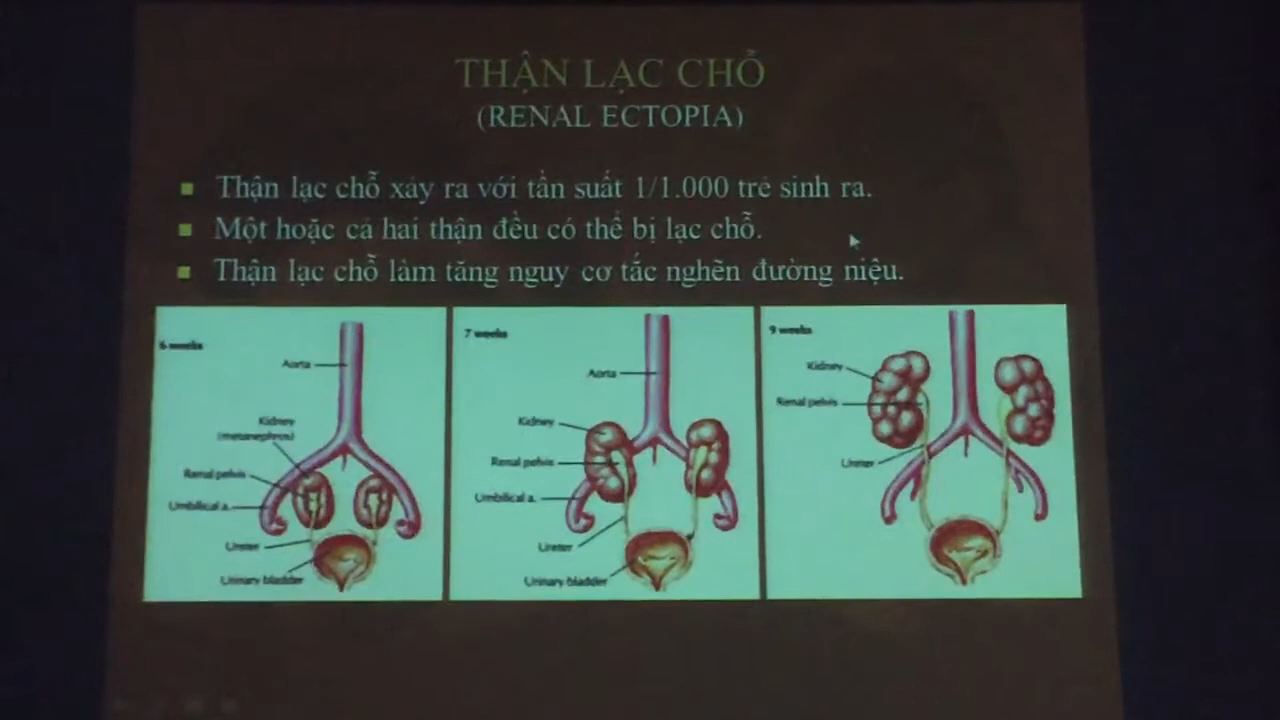 THẬN LẠC CHỖ
(RENAL ECTOPIA)
Thận lạc chỗ xảy ra với tần suất 1/1.000 trẻ sinh ra.
Một hoặc cả hai thận đều có thể bị lạc chỗ.
Thận lạc chỗ làm tăng nguy cơ tắc nghẽn đường niệu.
6 weeks
Aorta
Kidney
(metanephros)
Renal pelvis
Umbilical a.
Ureter
Urinary bladder
7 weeks
Aorta
Kidney
Renal pelvis
Umbilical a.
Ureter
Urinary bladder
9 weeks
Kidney
Renal pelvis
Ureter